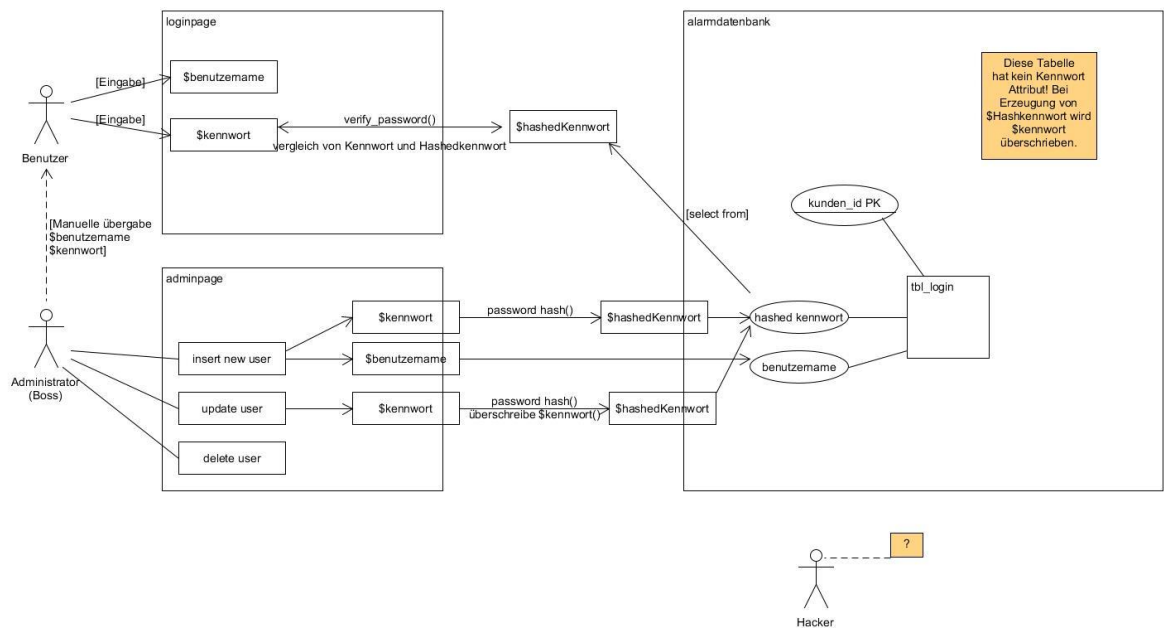 loginpage
alarmdatenbank
$benutzername
[Eingabe]
[Eingabe]
$kennwort
verify_password()
vergleich von Kennwort und Hashedkennwort
$hashedKennwort
Diese Tabelle
hat kein Kennwort
Attribut! Bei
Erzeugung von
$Hashkennwort wird
$kennwort
überschrieben.
Benutzer
[Manuelle übergabe
$benutzername
$kennwort]
[select from]
kunden_id PK
tbl_login
adminpage
$kennwort
password hash()
$hashedKennwort
hashed kennwort
insert new user
$benutzername
benutzername
Administrator
(Boss)
update user
$kennwort
password hash()
überschreibe $kennwort()
$hashedKennwort
delete user
?
Hacker